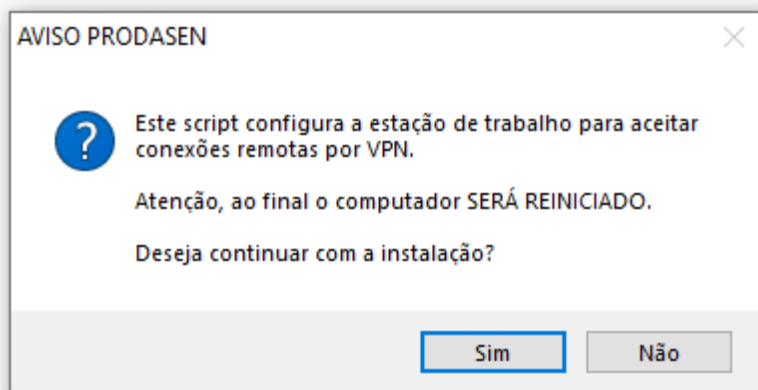 AVISO PRODASEN
Este script configura a estação de trabalho para aceitar
conexões remotas por VPN.
Atenção, ao final o computador SERÁ REINICIADO.
Deseja continuar com a instalação?
Sim
Não